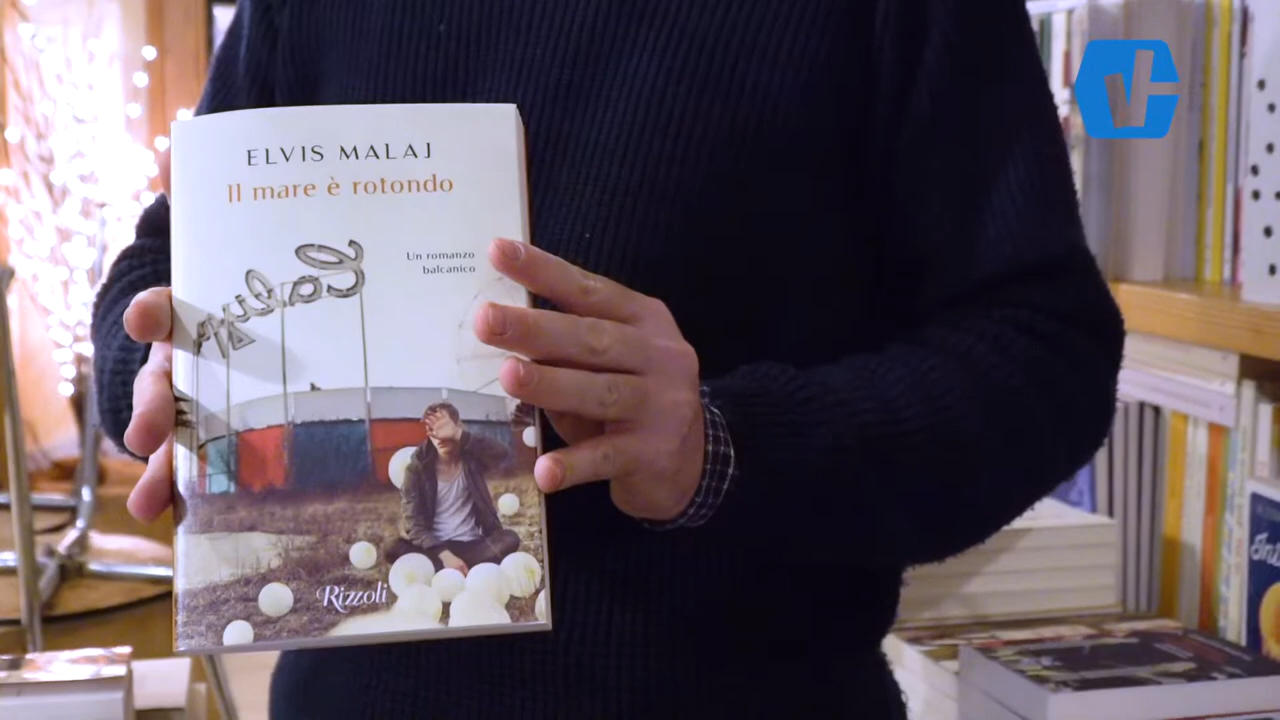 ELVIS MALAJ
Il mare è rotondo
Un romanzo
balcanico
Rizzoli